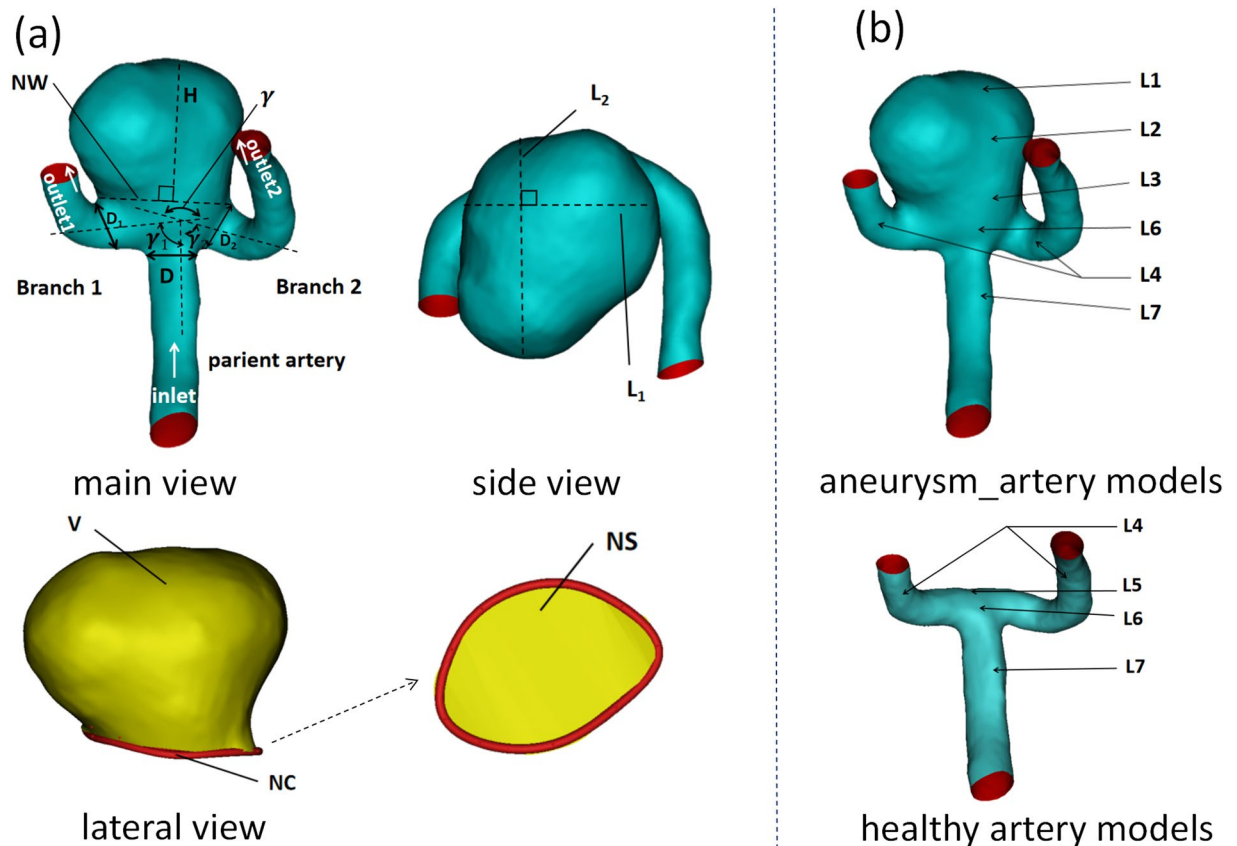 (a)
NW
H
γ
outlet1
outlet2
D₁
γ₁
γ
D₂
D
Branch 1
Branch 2
parient artery
inlet
main view
L₂
L₁
side view
V
NC
lateral view
NS
(b)
L1
L2
L3
L6
L4
L7
aneurysm_artery models
L4
L5
L6
L7
healthy artery models